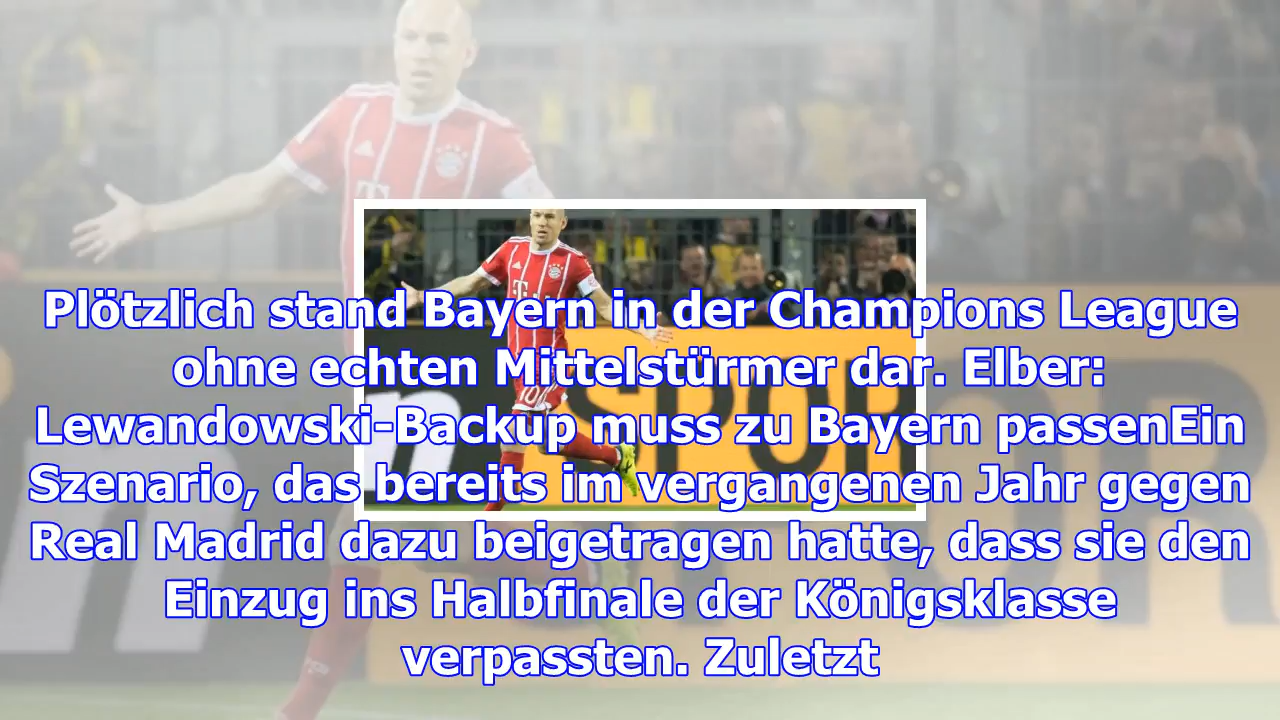 Plötzlich stand Bayern in der Champions League
ohne echten Mittelstürmer dar. Elber:
Lewandowski-Backup muss zu Bayern passenEin
Szenario, das bereits im vergangenen Jahr gegen
Real Madrid dazu beigetragen hatte, dass sie den
Einzug ins Halbfinale der Königsklasse
verpassten. Zuletzt